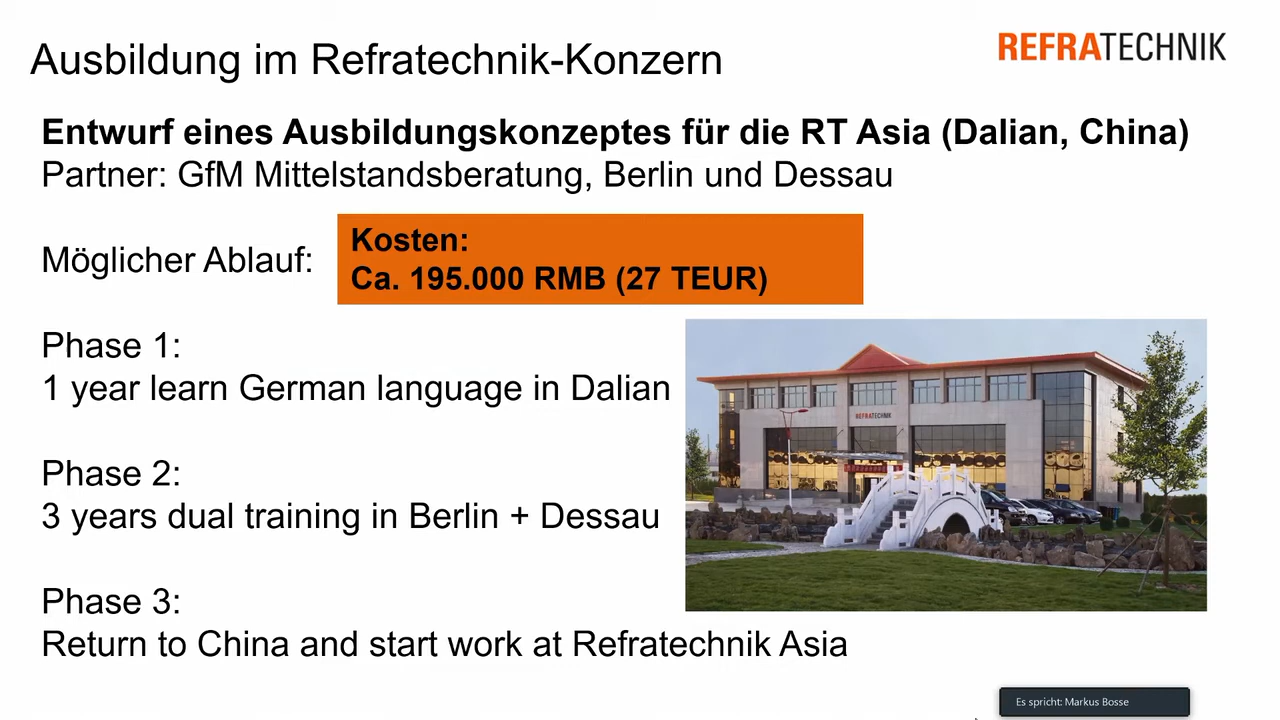 Ausbildung im Refratechnik-Konzern
REFRATECHNIK
Entwurf eines Ausbildungskonzeptes für die RT Asia (Dalian, China)
Partner: GfM Mittelstandsberatung, Berlin und Dessau
Möglicher Ablauf:
Kosten:
Ca. 195.000 RMB (27 TEUR)
Phase 1:
1 year learn German language in Dalian
Phase 2:
3 years dual training in Berlin + Dessau
Phase 3:
Return to China and start work at Refratechnik Asia
REFRATECHNIK
Es spricht: Markus Bosse